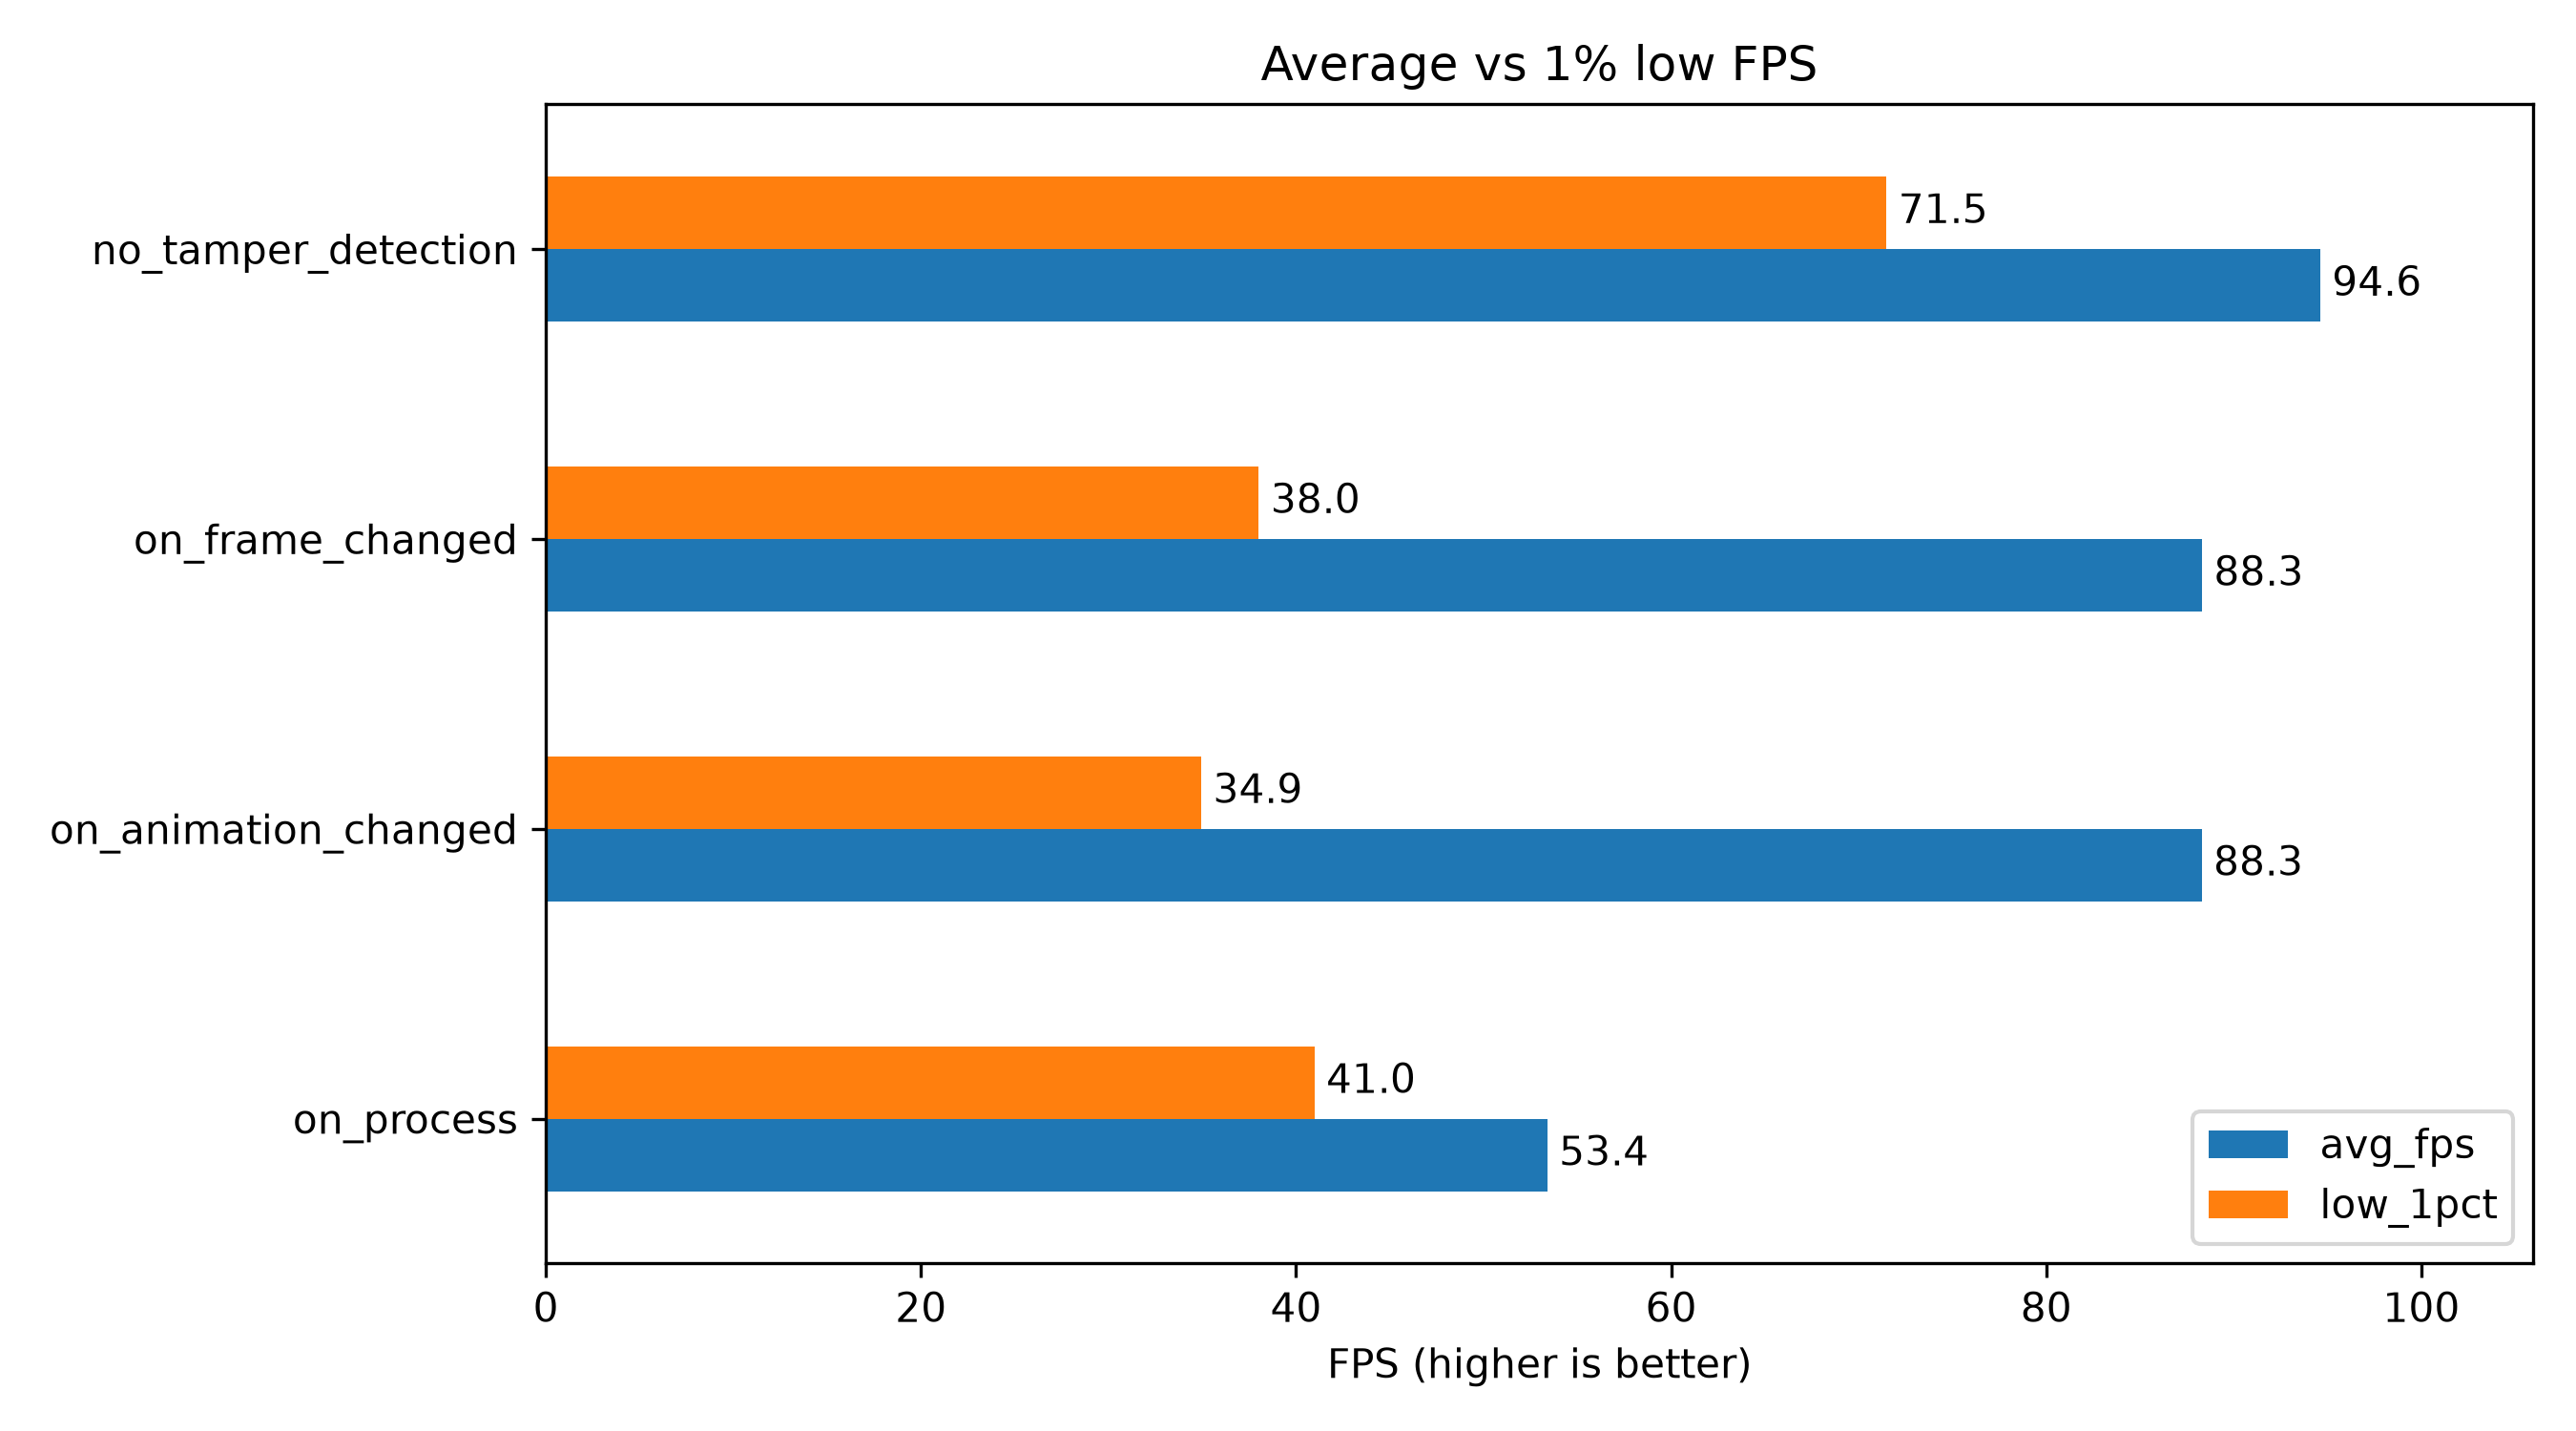 Average vs 1% low FPS
no_tamper_detection
71.5
94.6
on_frame_changed
38.0
88.3
on_animation_changed
34.9
88.3
on_process
41.0
53.4
avg_fps
low_1pct
0 20 40 60 80 100
FPS (higher is better)